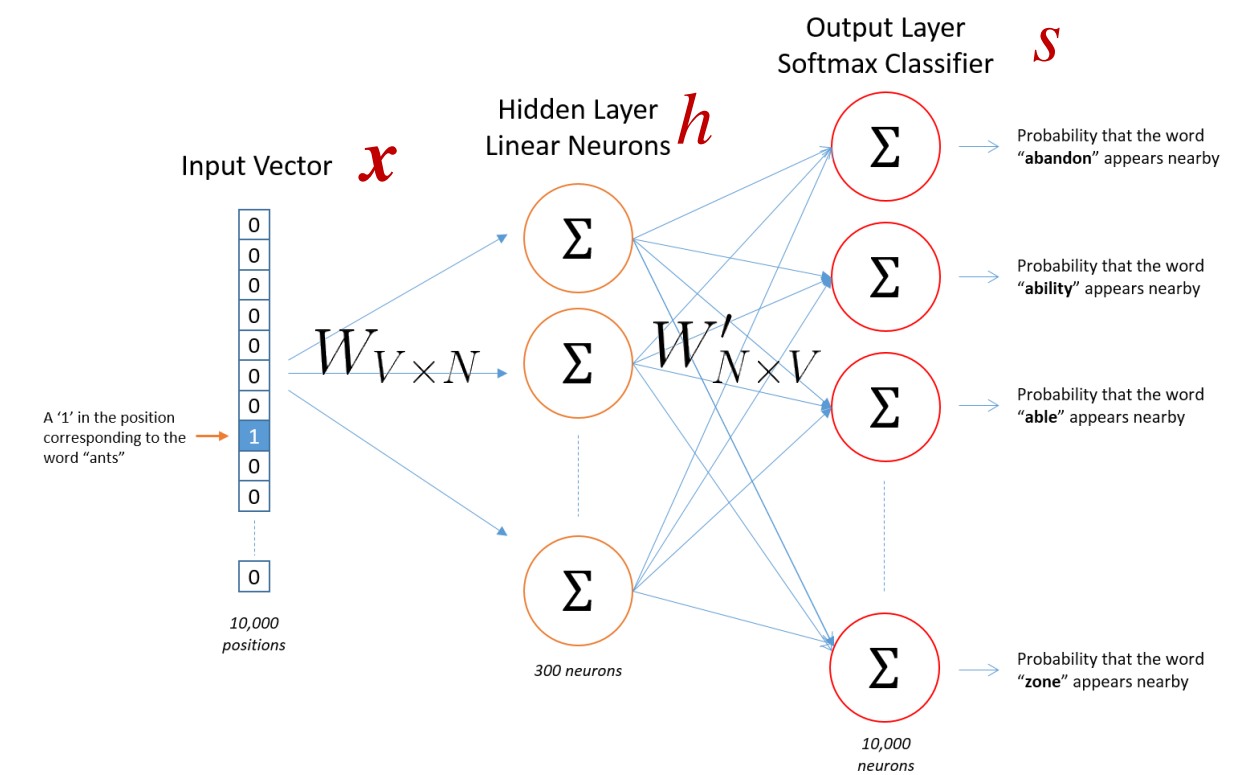 Output Layer
Softmax Classifier
s
Hidden Layer
Linear Neurons
h
Input Vector
x
0
0
0
0
0
0
0
1
0
0
0
A ‘1’ in the position
corresponding to the
word “ants”
10,000
positions
W V×N
Σ
Σ
Σ
300 neurons
W′ N×V
Σ
Σ
Σ
Σ
10,000
neurons
Probability that the word
“abandon” appears nearby
Probability that the word
“ability” appears nearby
Probability that the word
“able” appears nearby
Probability that the word
“zone” appears nearby